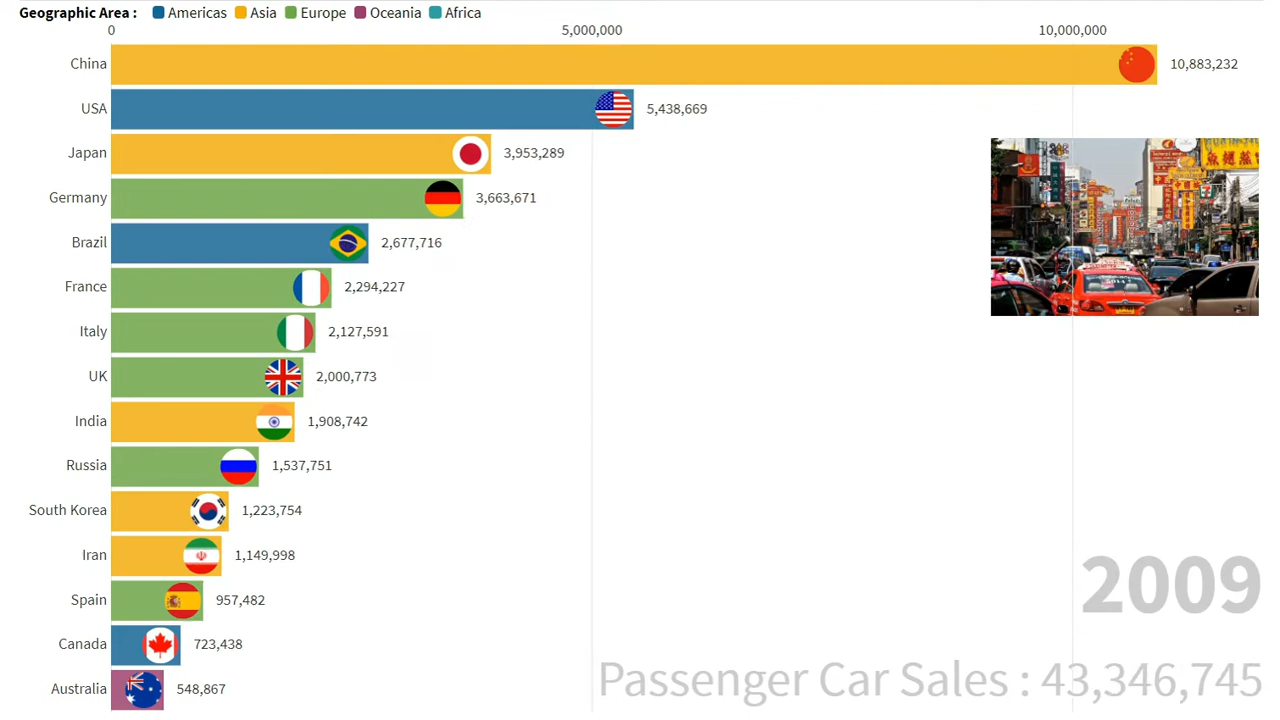 Geographic Area : Americas Asia Europe Oceania Africa
0 5,000,000 10,000,000
China 10,883,232
USA 5,438,669
Japan 3,953,289
Germany 3,663,671
Brazil 2,677,716
France 2,294,227
Italy 2,127,591
UK 2,000,773
India 1,908,742
Russia 1,537,751
South Korea 1,223,754
Iran 1,149,998
Spain 957,482
Canada 723,438
Australia 548,867
2009
Passenger Car Sales : 43,346,745